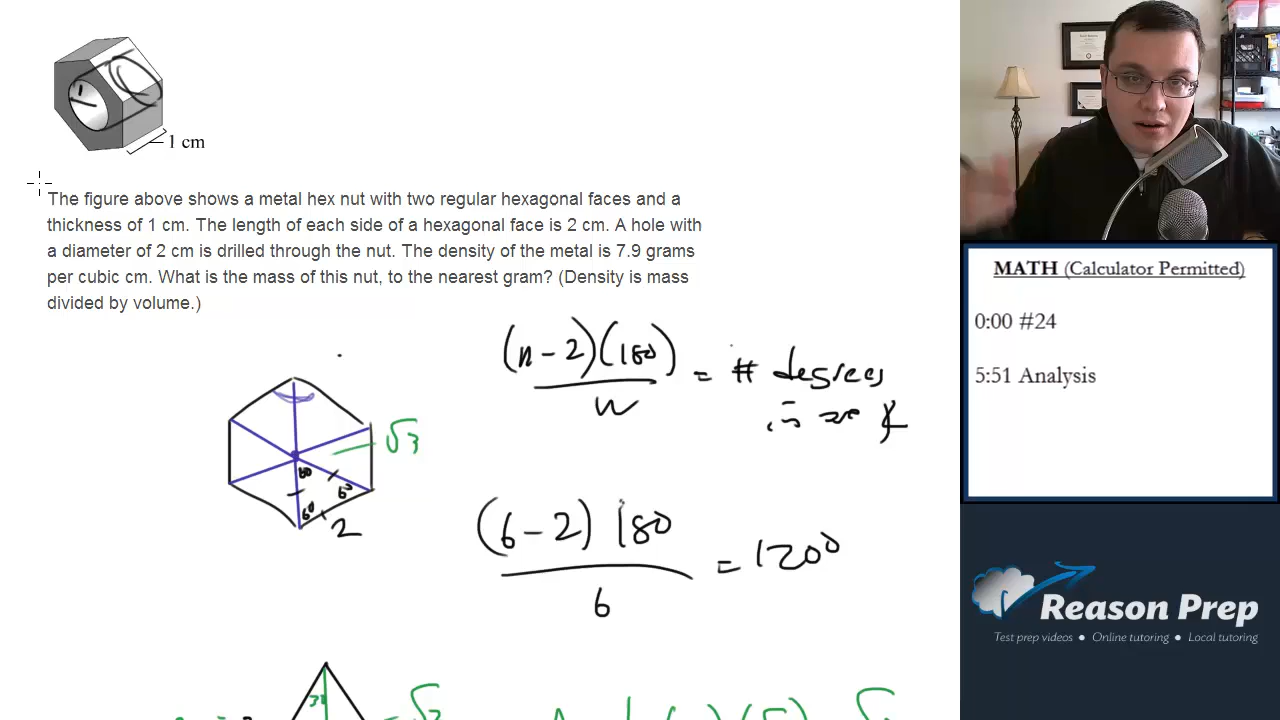 1 cm
The figure above shows a metal hex nut with two regular hexagonal faces and a
thickness of 1 cm. The length of each side of a hexagonal face is 2 cm. A hole with
a diameter of 2 cm is drilled through the nut. The density of the metal is 7.9 grams
per cubic cm. What is the mass of this nut, to the nearest gram? (Density is mass
divided by volume.)
(n - 2)(180)
n
= # degrees
in
√3
60
60
2
(6 - 2) 180
6
= 120°
√3
MATH (Calculator Permitted)
0:00 #24
5:51 Analysis
Reason Prep
Test prep videos ● Online tutoring ● Local tutoring